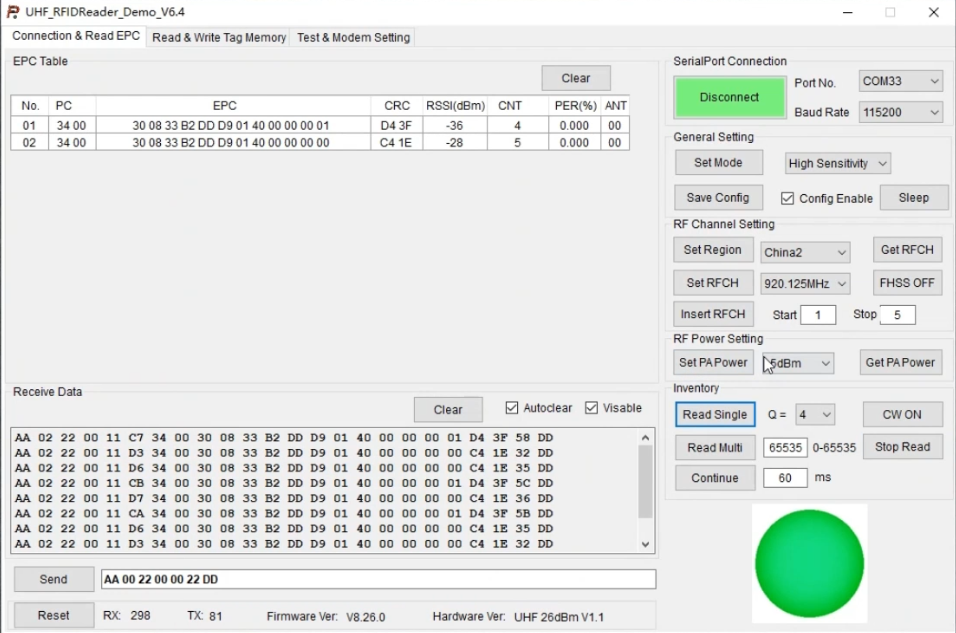 UHF_RFIDReader_Demo_V6.4
Connection & Read EPC Read & Write Tag Memory Test & Modem Setting
EPC Table
Clear
No. PC EPC CRC RSSI(dBm) CNT PER(%) ANT
01 34 00 30 08 33 B2 DD D9 01 40 00 00 00 01 D4 3F -36 4 0.000 00
02 34 00 30 08 33 B2 DD D9 01 40 00 00 00 00 C4 1E -28 5 0.000 00
SerialPort Connection
Disconnect Port No. COM33
Baud Rate 115200
General Setting
Set Mode High Sensitivity
Save Config Config Enable Sleep
RF Channel Setting
Set Region China2 Get RFCH
Set RFCH 920.125MHz FHSS OFF
Insert RFCH Start 1 Stop 5
RF Power Setting
Set PA Power 5dBm Get PA Power
Inventory
Read Single Q = 4 CW ON
Read Multi 65535 0-65535 Stop Read
Continue 60 ms
Receive Data
Clear Autoclear Visable
AA 02 22 00 11 C7 34 00 30 08 33 B2 DD D9 01 40 00 00 00 01 D4 3F 58 DD
AA 02 22 00 11 D3 34 00 30 08 33 B2 DD D9 01 40 00 00 00 00 C4 1E 32 DD
AA 02 22 00 11 D6 34 00 30 08 33 B2 DD D9 01 40 00 00 00 00 C4 1E 35 DD
AA 02 22 00 11 CB 34 00 30 08 33 B2 DD D9 01 40 00 00 00 01 D4 3F 5C DD
AA 02 22 00 11 D7 34 00 30 08 33 B2 DD D9 01 40 00 00 00 00 C4 1E 36 DD
AA 02 22 00 11 CA 34 00 30 08 33 B2 DD D9 01 40 00 00 00 01 D4 3F 5B DD
AA 02 22 00 11 D6 34 00 30 08 33 B2 DD D9 01 40 00 00 00 00 C4 1E 35 DD
AA 02 22 00 11 D3 34 00 30 08 33 B2 DD D9 01 40 00 00 00 00 C4 1E 32 DD
Send AA 00 22 00 00 22 DD
Reset RX: 298 TX: 81 Firmware Ver: V8.26.0 Hardware Ver: UHF 26dBm V1.1